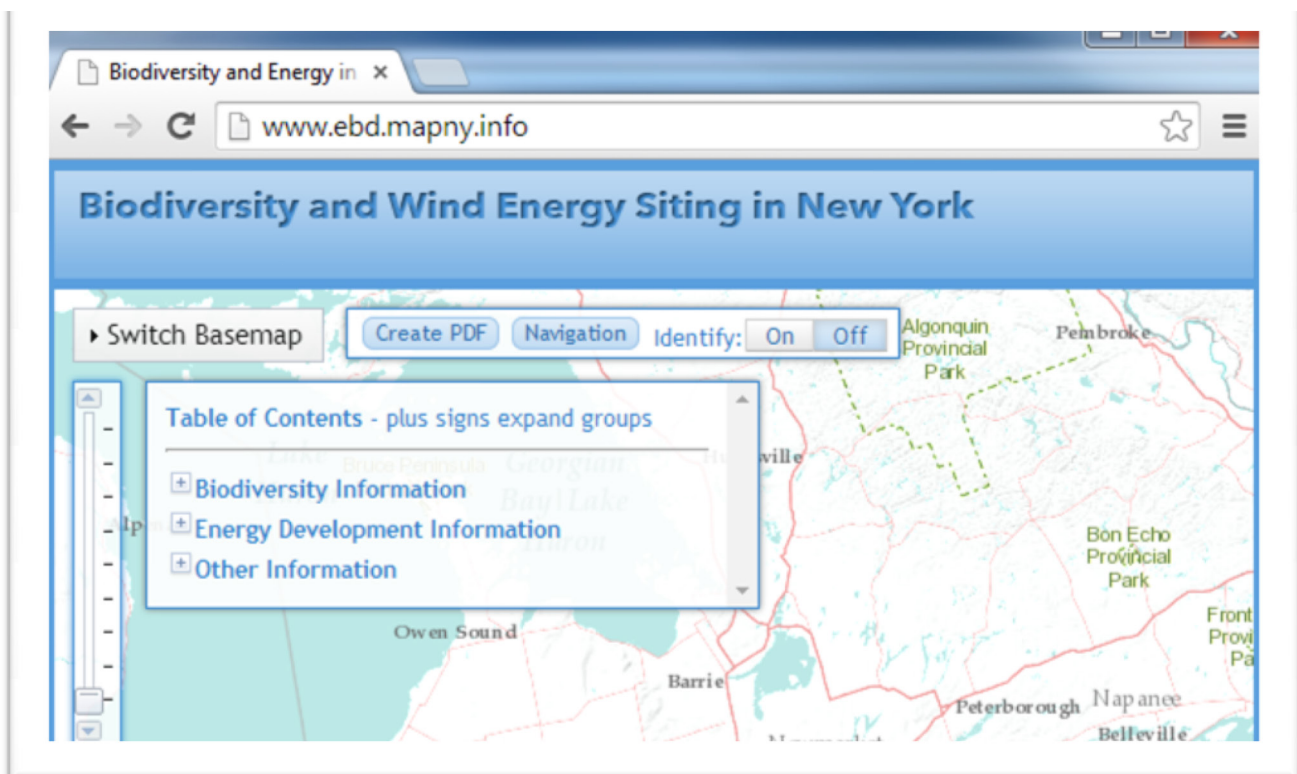 Biodiversity and Energy in
www.ebd.mapny.info
Biodiversity and Wind Energy Siting in New York
Switch Basemap
Create PDF Navigation Identify: On Off
Algonquin
Provincial
Park
Pembroke
Table of Contents - plus signs expand groups
Lake
Bruce Peninsula
Georgian
Bay|Lake
Huron
Biodiversity Information
Energy Development Information
Other Information
Bon Echo
Provincial
Park
Owen Sound
Barrie
Peterborough
Napanee
Belleville